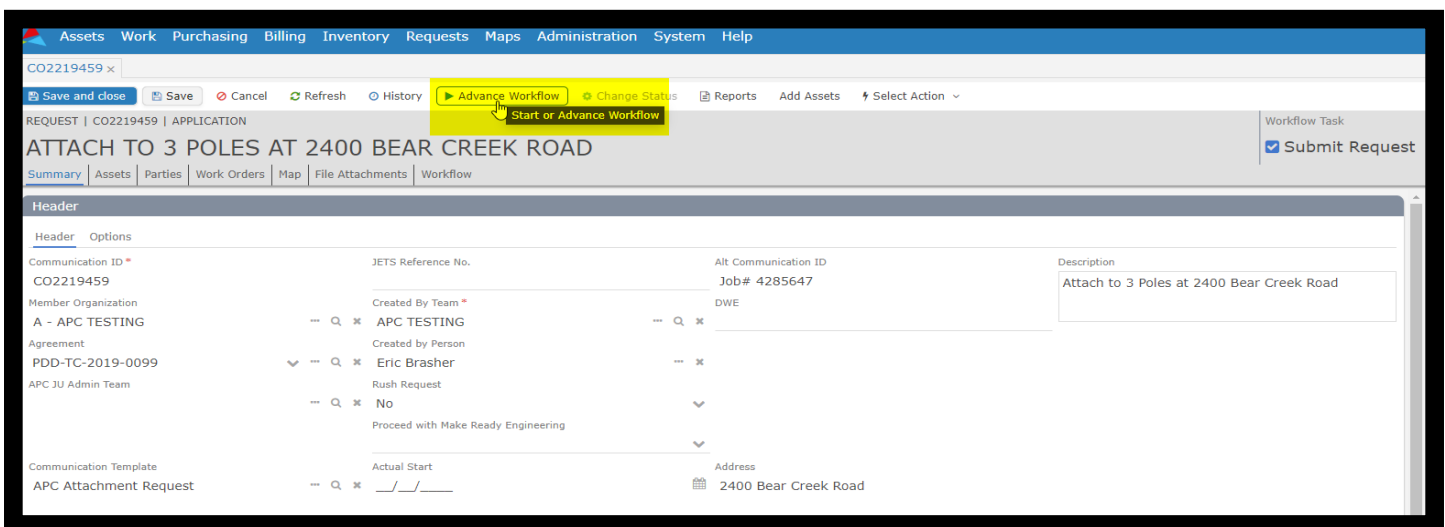 Assets Work Purchasing Billing Inventory Requests Maps Administration System Help
CO2219459 ×
Save and close Save Cancel Refresh History Advance Workflow Change Status Reports Add Assets Select Action
Start or Advance Workflow
REQUEST | CO2219459 | APPLICATION
Workflow Task
ATTACH TO 3 POLES AT 2400 BEAR CREEK ROAD
Submit Request
Summary Assets Parties Work Orders Map File Attachments Workflow
Header
Header Options
Communication ID * JETS Reference No. Alt Communication ID Description
CO2219459 Job# 4285647 Attach to 3 Poles at 2400 Bear Creek Road
Member Organization Created By Team * DWE
A - APC TESTING APC TESTING
Agreement Created by Person
PDD-TC-2019-0099 Eric Brasher
APC JU Admin Team Rush Request
No
Proceed with Make Ready Engineering
Communication Template Actual Start Address
APC Attachment Request __/__/____ 2400 Bear Creek Road